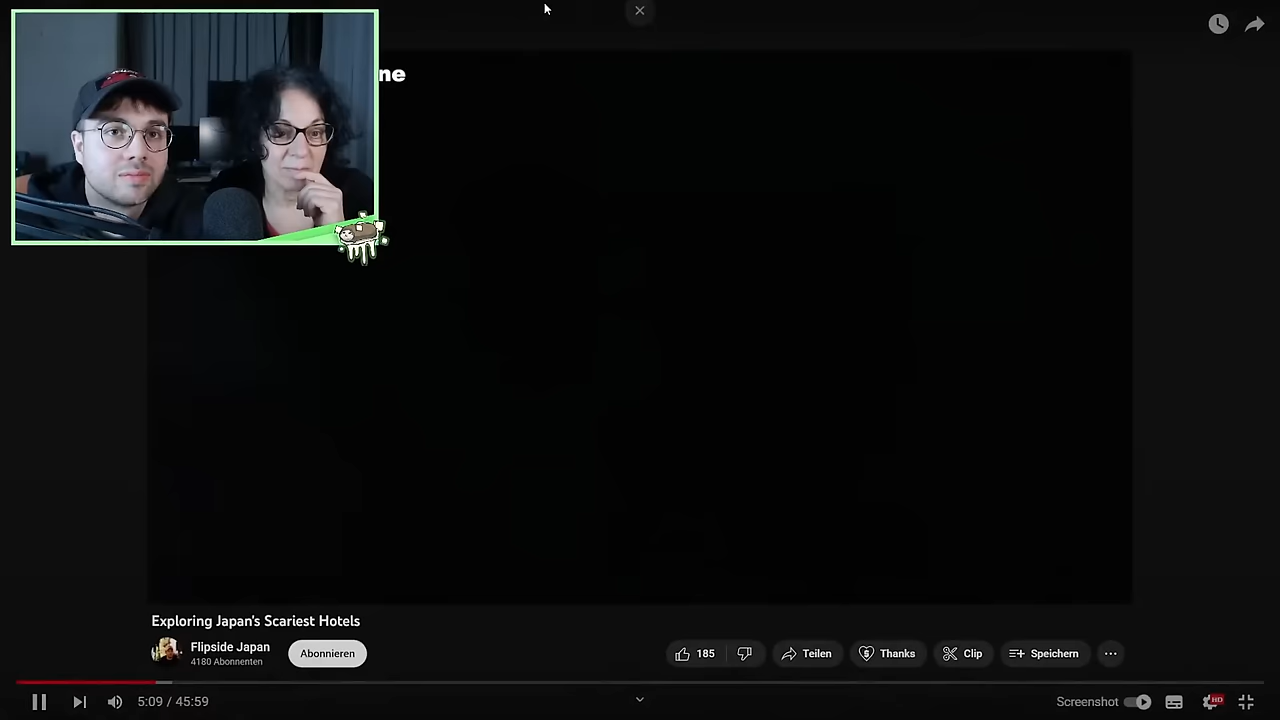 ne
Exploring Japan's Scariest Hotels
Flipside Japan
4180 Abonnenten
Abonnieren
185
Teilen
Thanks
Clip
Speichern
5:09 / 45:59
Screenshot
HD